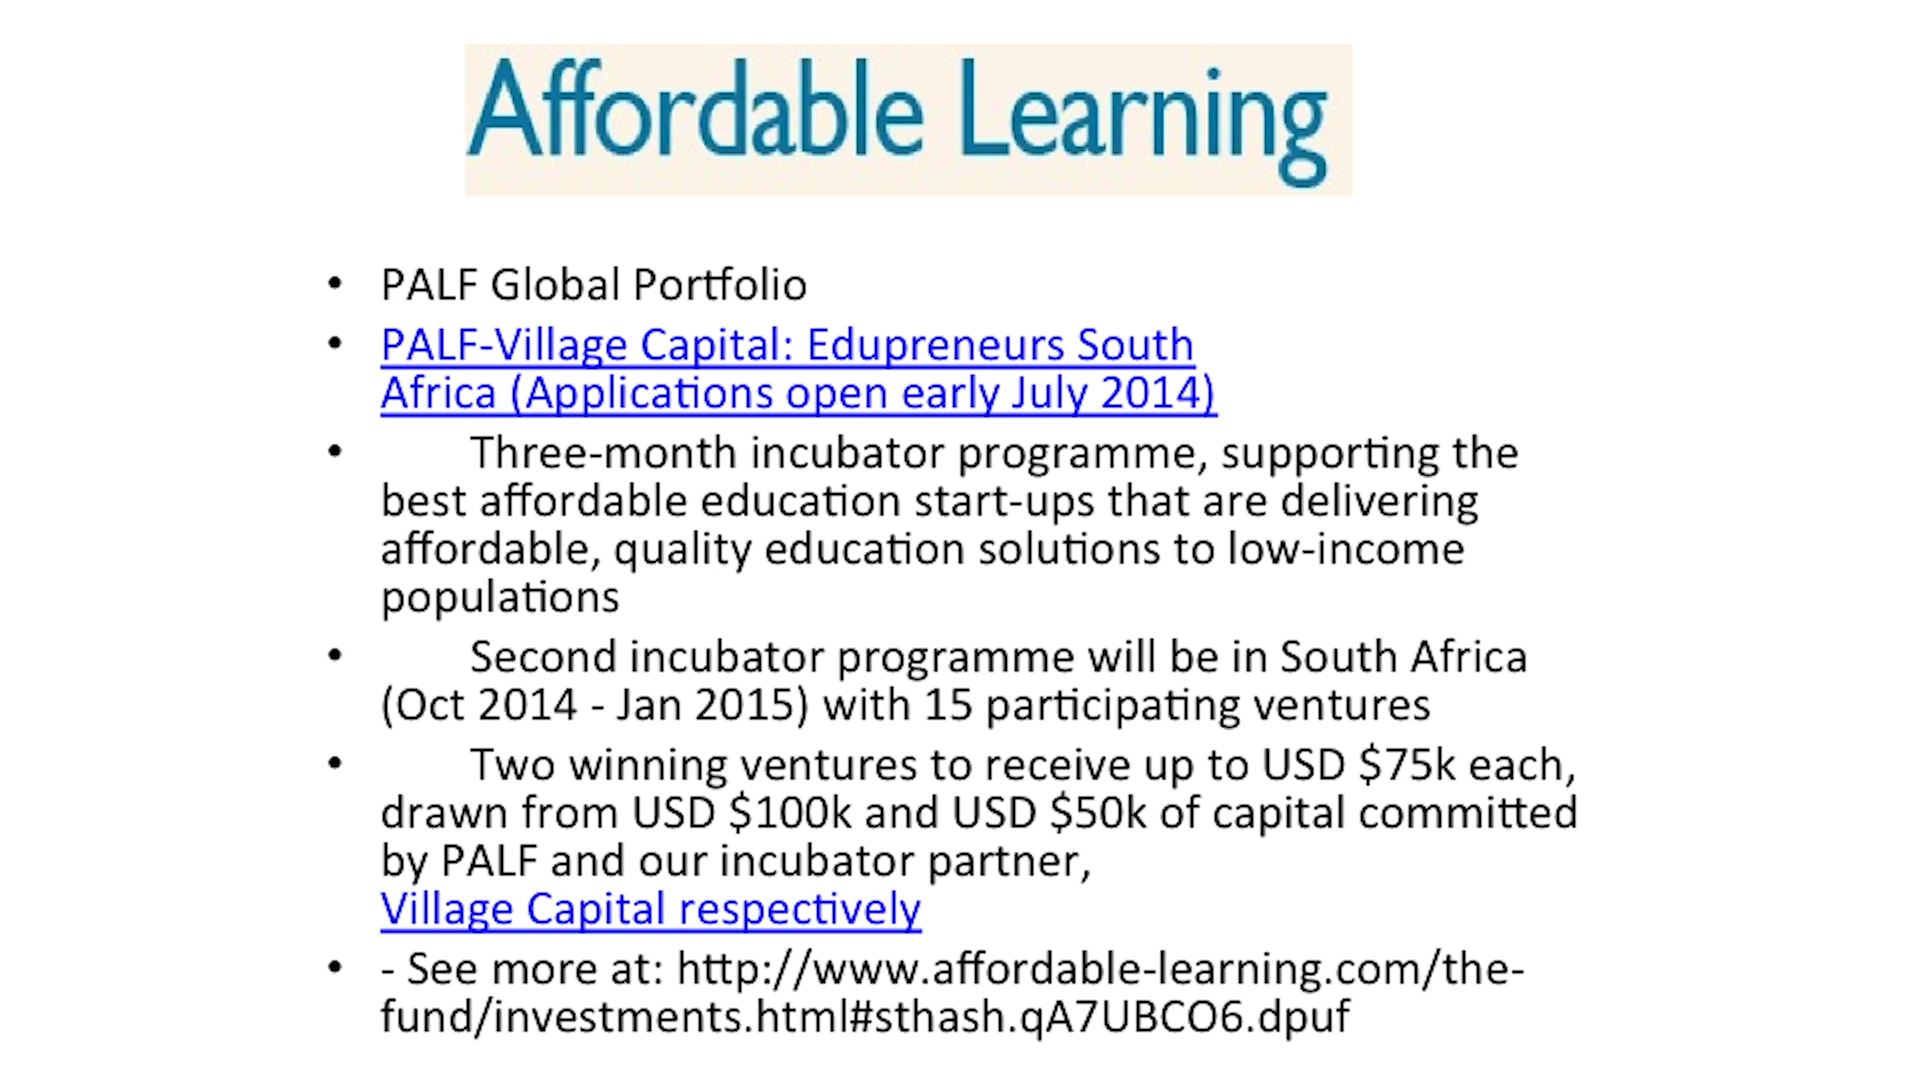 Affordable Learning
• PALF Global Portfolio
• PALF-Village Capital: Edupreneurs South
Africa (Applications open early July 2014)
• Three-month incubator programme, supporting the
best affordable education start-ups that are delivering
affordable, quality education solutions to low-income
populations
• Second incubator programme will be in South Africa
(Oct 2014 - Jan 2015) with 15 participating ventures
• Two winning ventures to receive up to USD $75k each,
drawn from USD $100k and USD $50k of capital committed
by PALF and our incubator partner,
Village Capital respectively
• - See more at: http://www.affordable-learning.com/the-
fund/investments.html#sthash.qA7UBCO6.dpuf